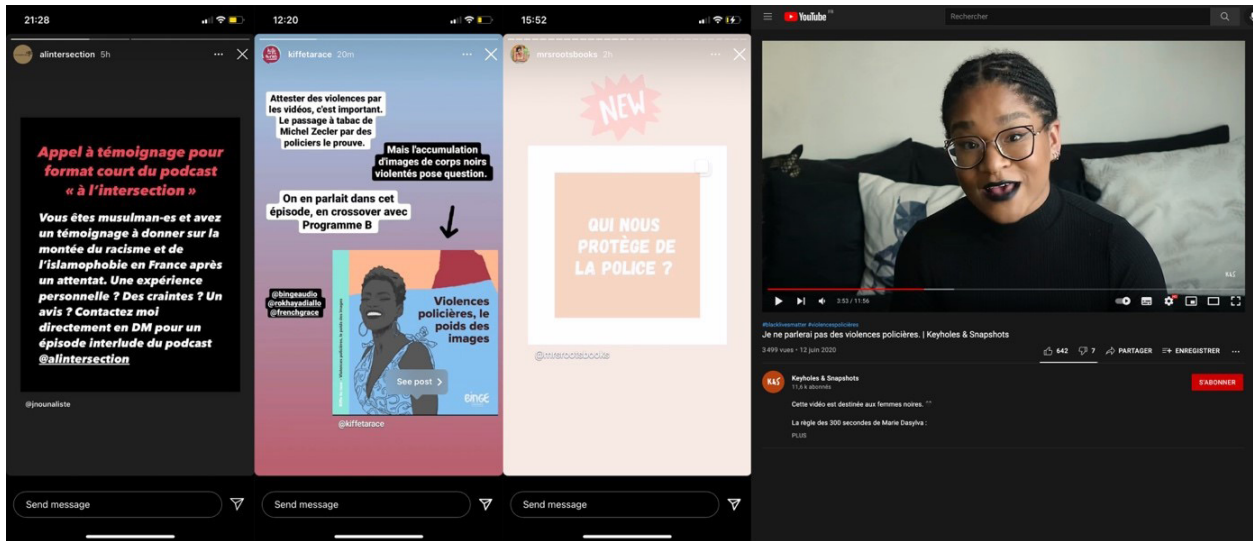 21:28
alintersection 5h
Appel à témoignage pour
format court du podcast
« à l'intersection »
Vous êtes musulman-es et avez
un témoignage à donner sur la
montée du racisme et de
l'islamophobie en France après
un attentat. Une expérience
personnelle ? Des craintes ? Un
avis ? Contactez moi
directement en DM pour un
épisode interlude du podcast
@alintersection
@jnounaliste
Send message
12:20
kiffetarace 20m
Attester des violences par
les vidéos, c'est important.
Le passage à tabac de
Michel Zecler par des
policiers le prouve.
Mais l'accumulation
d'images de corps noirs
violentés pose question.
On en parlait dans cet
épisode, en crossover avec
Programme B
@bingeaudio
@rokhayadiallo
@frenchgrace
Violences policières, le poids des images
Violences
policières, le
poids des
images
See post
BINGE
@kiffetarace
Send message
15:52
mrsrootsbooks 2h
NEW
QUI NOUS
PROTÈGE DE
LA POLICE ?
@mrsrootsbooks
Send message
YouTube FR
Rechercher
K&S
3:53 / 11:56
#blacklivesmatter #violencespolicières
Je ne parlerai pas des violences policières. | Keyholes & Snapshots
3 499 vues • 12 juin 2020
642
7
PARTAGER
ENREGISTRER
K&S
Keyholes & Snapshots
11,6 k abonnés
S'ABONNER
Cette vidéo est destinée aux femmes noires. ^^
La règle des 300 secondes de Marie Dasylva :
PLUS